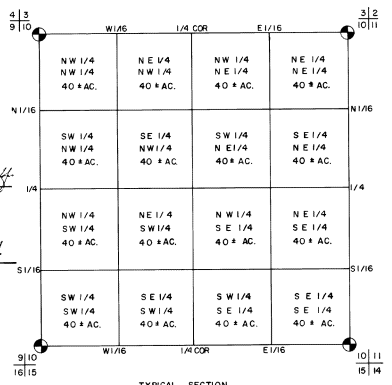 4 3 3 2
9 10 W1/16 1/4 COR E1/16 10 11
NW 1/4 NE 1/4 NW 1/4 NE 1/4
NW 1/4 NW 1/4 NE 1/4 NE 1/4
40 ± AC. 40 ± AC. 40 ± AC. 40 ± AC.
N1/16 N1/16
SW 1/4 SE 1/4 SW 1/4 SE 1/4
NW 1/4 NW1/4 NE1/4 NE 1/4
40 ± AC. 40 ± AC. 40 ± AC. 40 ± AC.
1/4 1/4
NW 1/4 NE 1/4 NW 1/4 NE 1/4
SW 1/4 SW1/4 SE 1/4 SE 1/4
40 ± AC. 40 ± AC. 40 ± AC. 40 ± AC.
S1/16 S1/16
SW 1/4 SE 1/4 SW 1/4 SE 1/4
SW 1/4 SW 1/4 SE 1/4 SE 1/4
40 ± AC. 40 ± AC. 40 ± AC. 40 ± AC.
9 10 W1/16 1/4 COR E1/16 10 11
16 15 15 14
TYPICAL SECTION